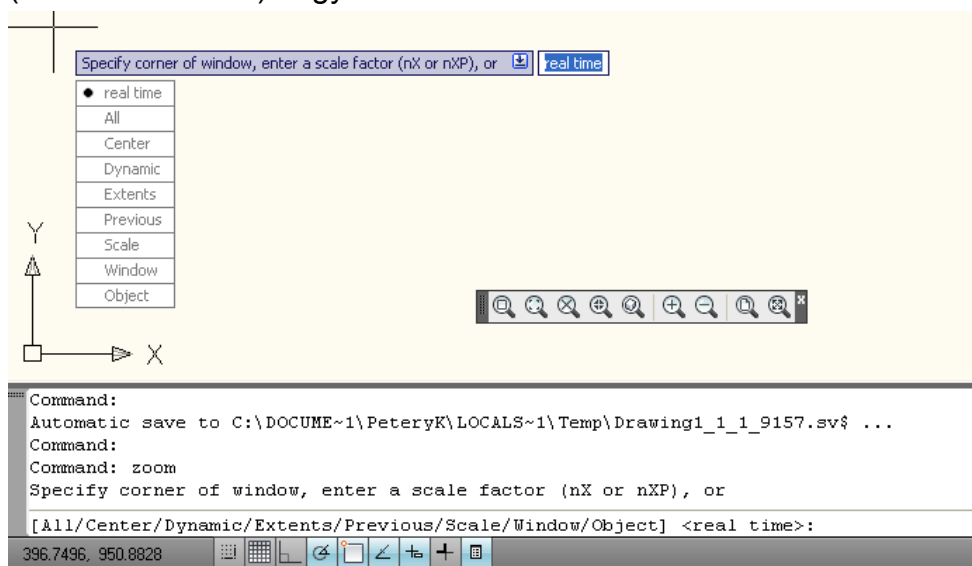 Specify corner of window, enter a scale factor (nX or nXP), or real time
real time
All
Center
Dynamic
Extents
Previous
Scale
Window
Object
Y
X
Command:
Automatic save to C:\DOCUME~1\PeteryK\LOCALS~1\Temp\Drawing1_1_1_9157.sv$ ...
Command:
Command: zoom
Specify corner of window, enter a scale factor (nX or nXP), or
[All/Center/Dynamic/Extents/Previous/Scale/Window/Object] <real time>:
396.7496, 950.8828